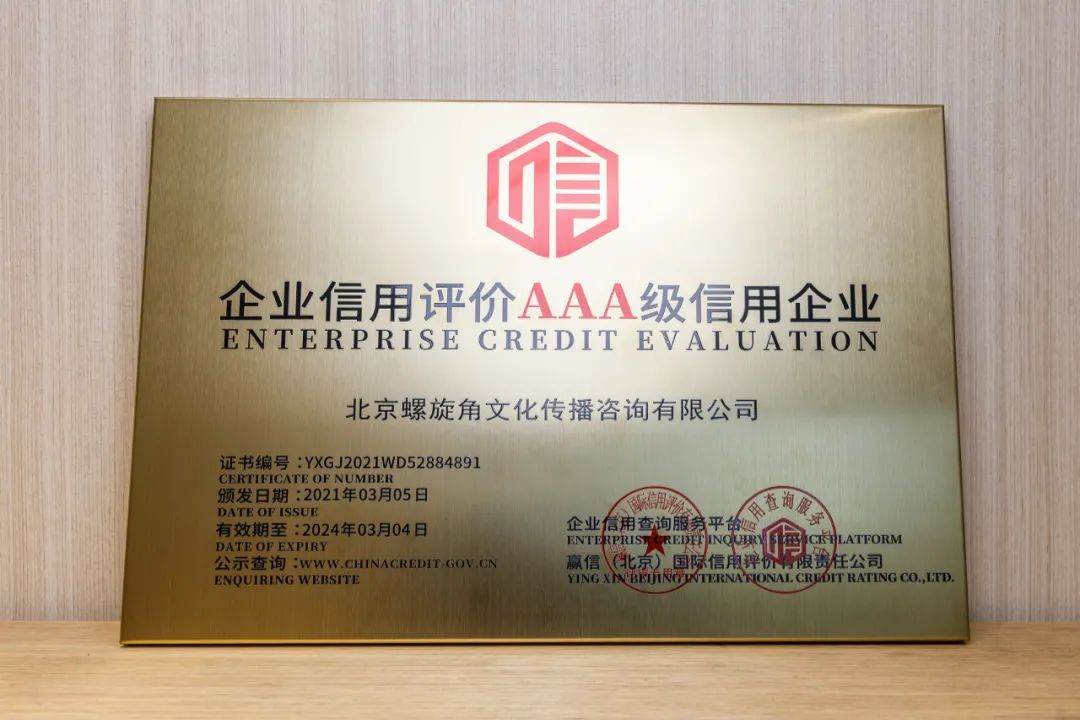 企业信用评价AAA级信用企业
ENTERPRISE CREDIT EVALUATION
北京螺旋角文化传播咨询有限公司
证书编号：YXGJ2021WD52884891
CERTIFICATE OF NUMBER
颁发日期：2021年03月05日
DATE OF ISSUE
有效期至：2024年03月04日
DATE OF EXPIRY
公示查询：WWW.CHINACREDIT-GOV.CN
ENQUIRING WEBSITE
企业信用查询服务平台
ENTERPRISE CREDIT INQUIRY SERVICE PLATFORM
赢信（北京）国际信用评价有限责任公司
YING XIN BEIJING INTERNATIONAL CREDIT RATING CO.,LTD.